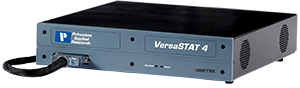 Princeton
Applied
Research
VersaSTAT 4
AMETEK